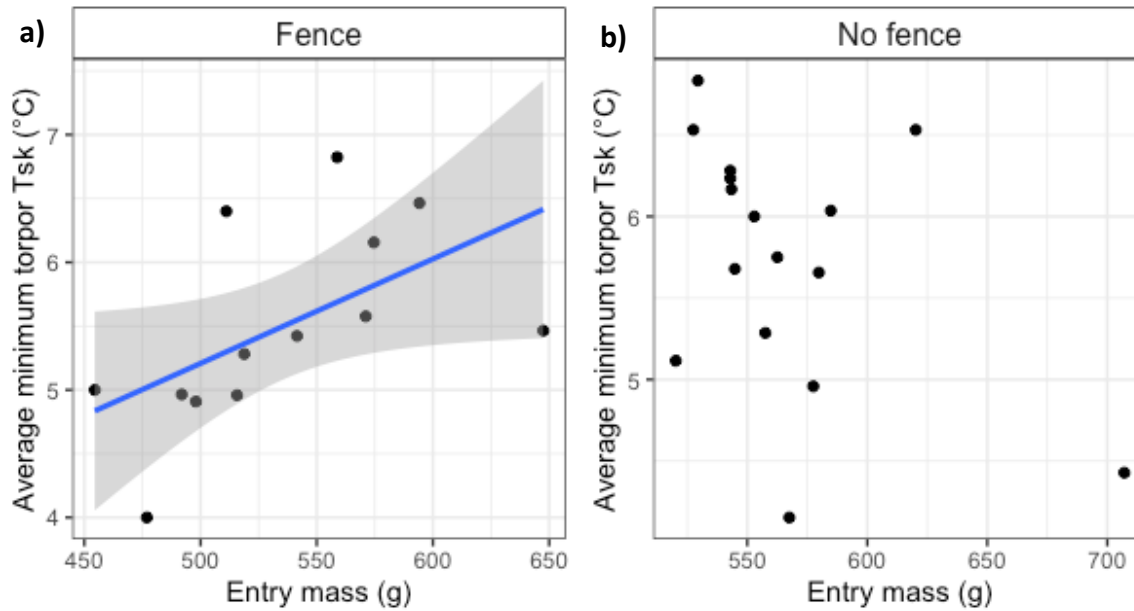 a)
Fence
Average minimum torpor Tsk (°C)
7
6
5
4
450 500 550 600 650
Entry mass (g)
b)
No fence
Average minimum torpor Tsk (°C)
6
5
550 600 650 700
Entry mass (g)